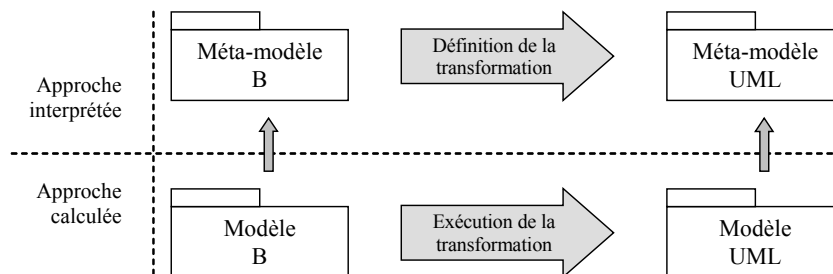 Approche
interprétée
Méta-modèle
B
Définition de la
transformation
Méta-modèle
UML
Approche
calculée
Modèle
B
Exécution de la
transformation
Modèle
UML